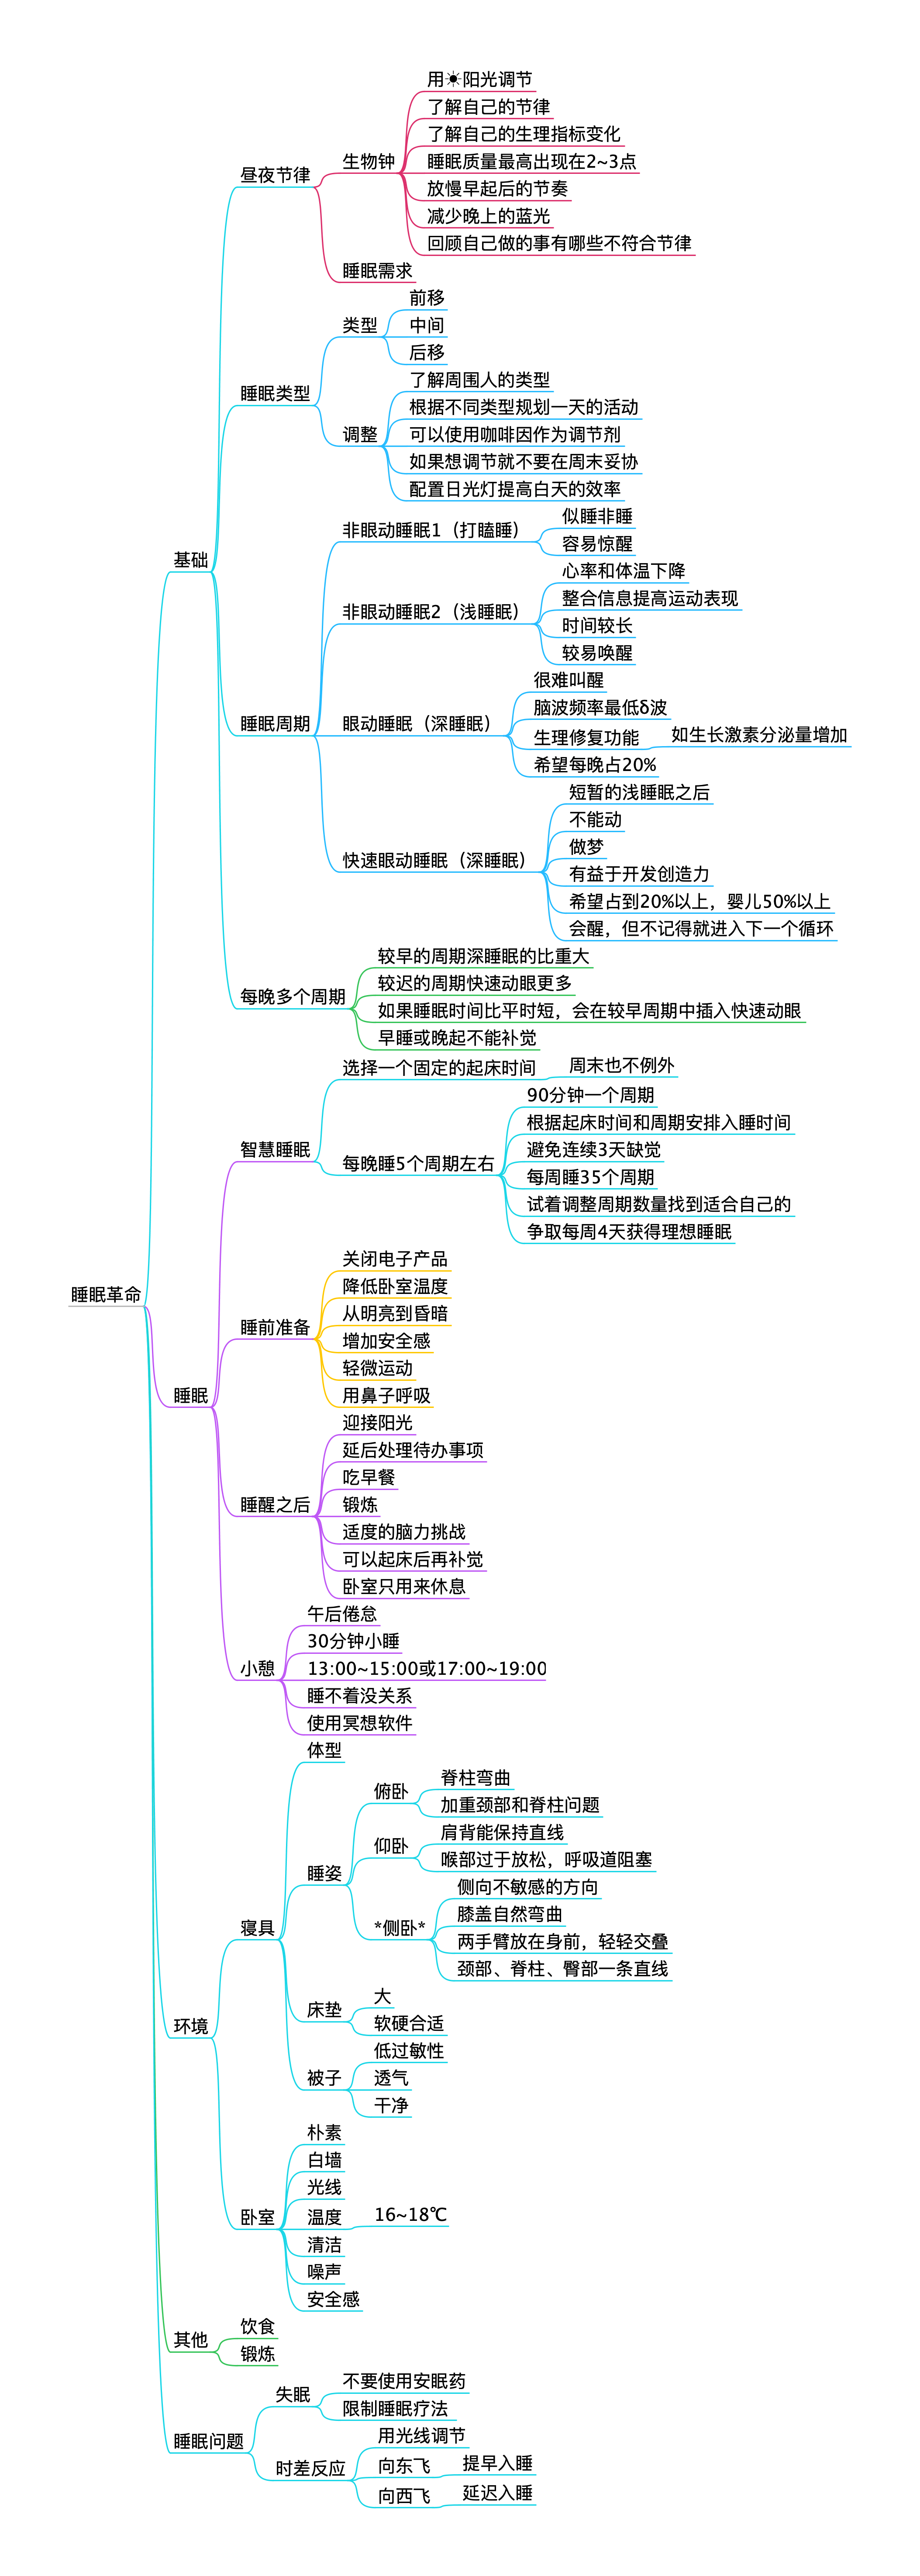 用☀阳光调节
了解自己的节律
了解自己的生理指标变化
生物钟
睡眠质量最高出现在2~3点
昼夜节律
放慢早起后的节奏
减少晚上的蓝光
回顾自己做的事有哪些不符合节律
睡眠需求
前移
类型
中间
后移
睡眠类型
了解周围人的类型
根据不同类型规划一天的活动
调整
可以使用咖啡因作为调节剂
如果想调节就不要在周末妥协
配置日光灯提高白天的效率
似睡非睡
非眼动睡眠1（打瞌睡）
容易惊醒
基础
心率和体温下降
整合信息提高运动表现
非眼动睡眠2（浅睡眠）
时间较长
较易唤醒
很难叫醒
脑波频率最低δ波
睡眠周期
眼动睡眠（深睡眠）
生理修复功能
如生长激素分泌量增加
希望每晚占20%
短暂的浅睡眠之后
不能动
做梦
快速眼动睡眠（深睡眠）
有益于开发创造力
希望占到20%以上，婴儿50%以上
会醒，但不记得就进入下一个循环
较早的周期深睡眠的比重大
较迟的周期快速动眼更多
每晚多个周期
如果睡眠时间比平时短，会在较早周期中插入快速动眼
早睡或晚起不能补觉
选择一个固定的起床时间
周末也不例外
90分钟一个周期
根据起床时间和周期安排入睡时间
智慧睡眠
避免连续3天缺觉
每晚睡5个周期左右
每周睡35个周期
试着调整周期数量找到适合自己的
争取每周4天获得理想睡眠
关闭电子产品
降低卧室温度
睡眠革命
从明亮到昏暗
睡前准备
增加安全感
轻微运动
睡眠
用鼻子呼吸
迎接阳光
延后处理待办事项
吃早餐
睡醒之后
锻炼
适度的脑力挑战
可以起床后再补觉
卧室只用来休息
午后倦怠
30分钟小睡
小憩
13:00~15:00或17:00~19:00
睡不着没关系
使用冥想软件
体型
脊柱弯曲
俯卧
加重颈部和脊柱问题
肩背能保持直线
仰卧
喉部过于放松，呼吸道阻塞
睡姿
侧向不敏感的方向
膝盖自然弯曲
寝具
*侧卧*
两手臂放在身前，轻轻交叠
颈部、脊柱、臀部一条直线
大
床垫
软硬合适
环境
低过敏性
被子
透气
干净
朴素
白墙
光线
卧室
温度
16~18℃
清洁
噪声
安全感
饮食
其他
锻炼
不要使用安眠药
失眠
限制睡眠疗法
睡眠问题
用光线调节
时差反应
向东飞
提早入睡
向西飞
延迟入睡